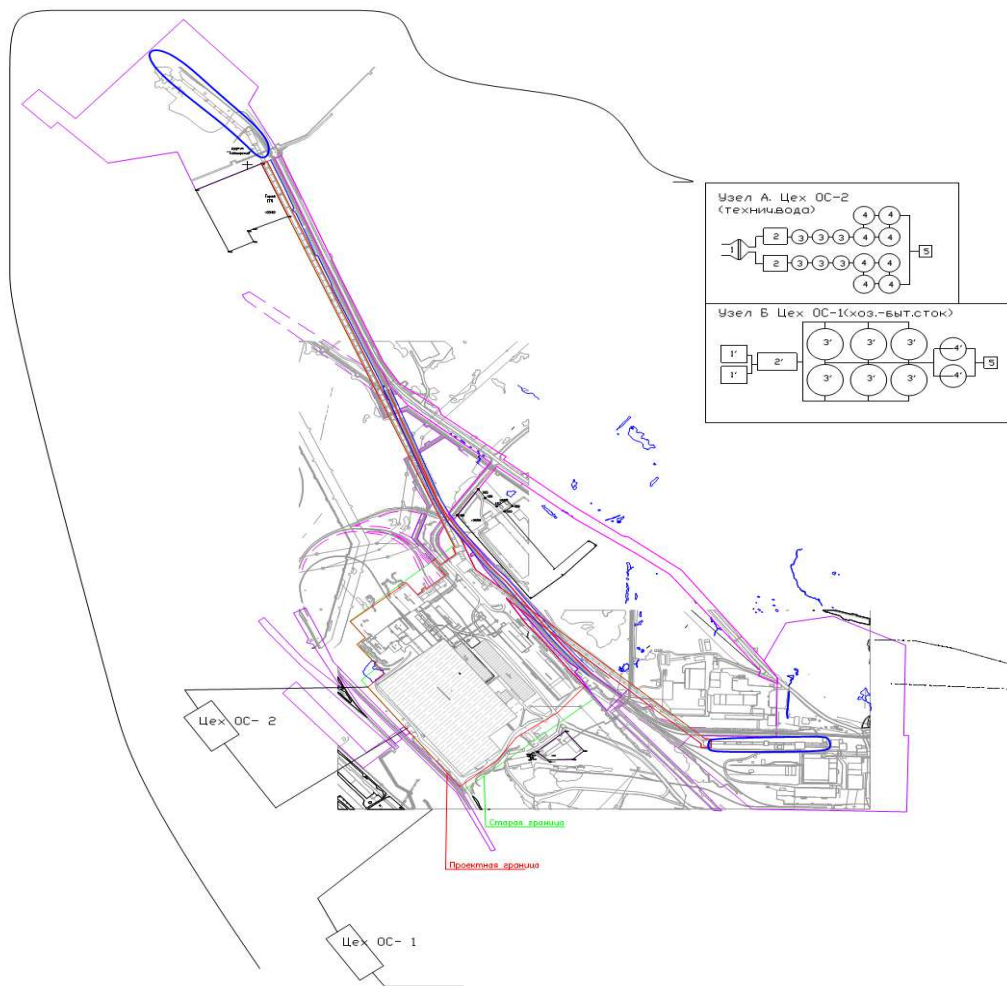 Узел А. Цех ОС-2
(технич.вода)
4 4
1 2 3 3 3 4 4
2 3 3 3 4 4 5
4 4
Узел Б Цех ОС-1(хоз.-быт.сток)
1' 2' 3' 3' 3' 4' 5
1' 3' 3' 3' 4'
Цех ОС- 2
Старая граница
Проектная граница
Цех ОС- 1